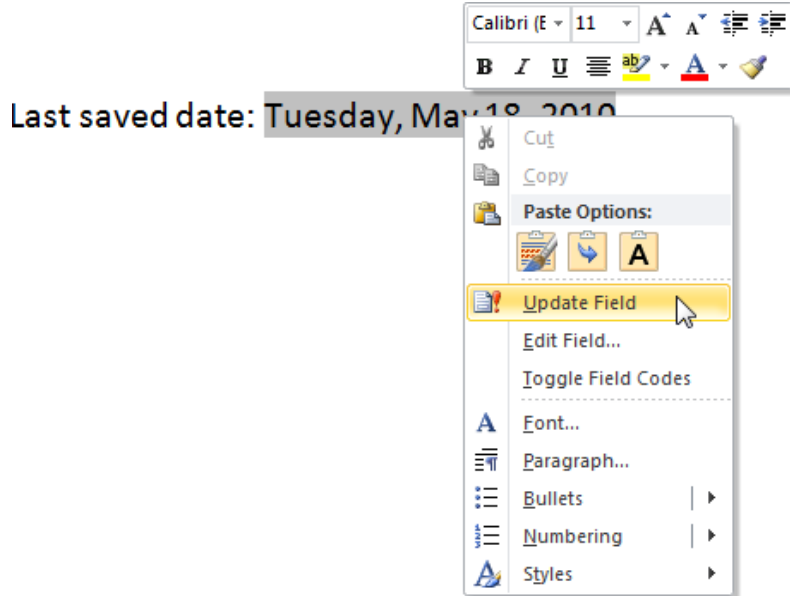 Calibri (E 11 A A
B I U ab A
Last saved date: Tuesday, May 18, 2010
Cut
Copy
Paste Options:
A
Update Field
Edit Field...
Toggle Field Codes
A Font...
Paragraph...
Bullets
Numbering
Styles